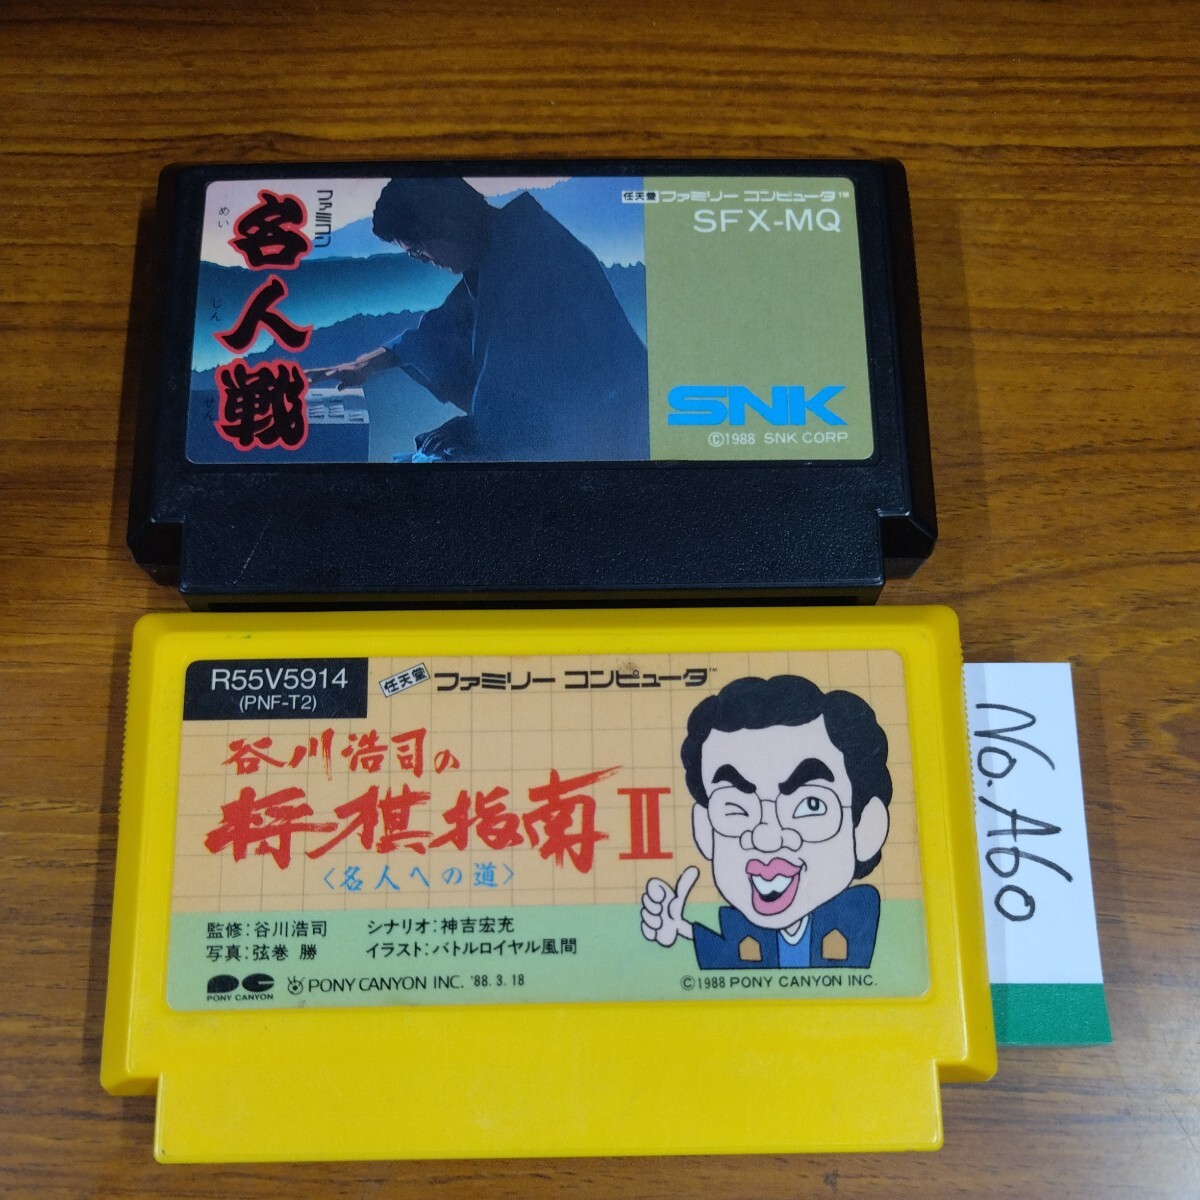 名人戦
めい
じん
せん
任天堂 ファミリー コンピュータ™
SFX-MQ
SNK
©1988 SNK CORP.
R55V5914
(PNF-T2)
任天堂 ファミリー コンピュータ™
谷川浩司の
将棋指南II
〈名人への道〉
監修:谷川浩司 シナリオ:神吉宏充
写真:弦巻 勝 イラスト:バトルロイヤル風間
PONY CANYON
PONY CANYON INC. '88. 3. 18
©1988 PONY CANYON INC.
No. A60